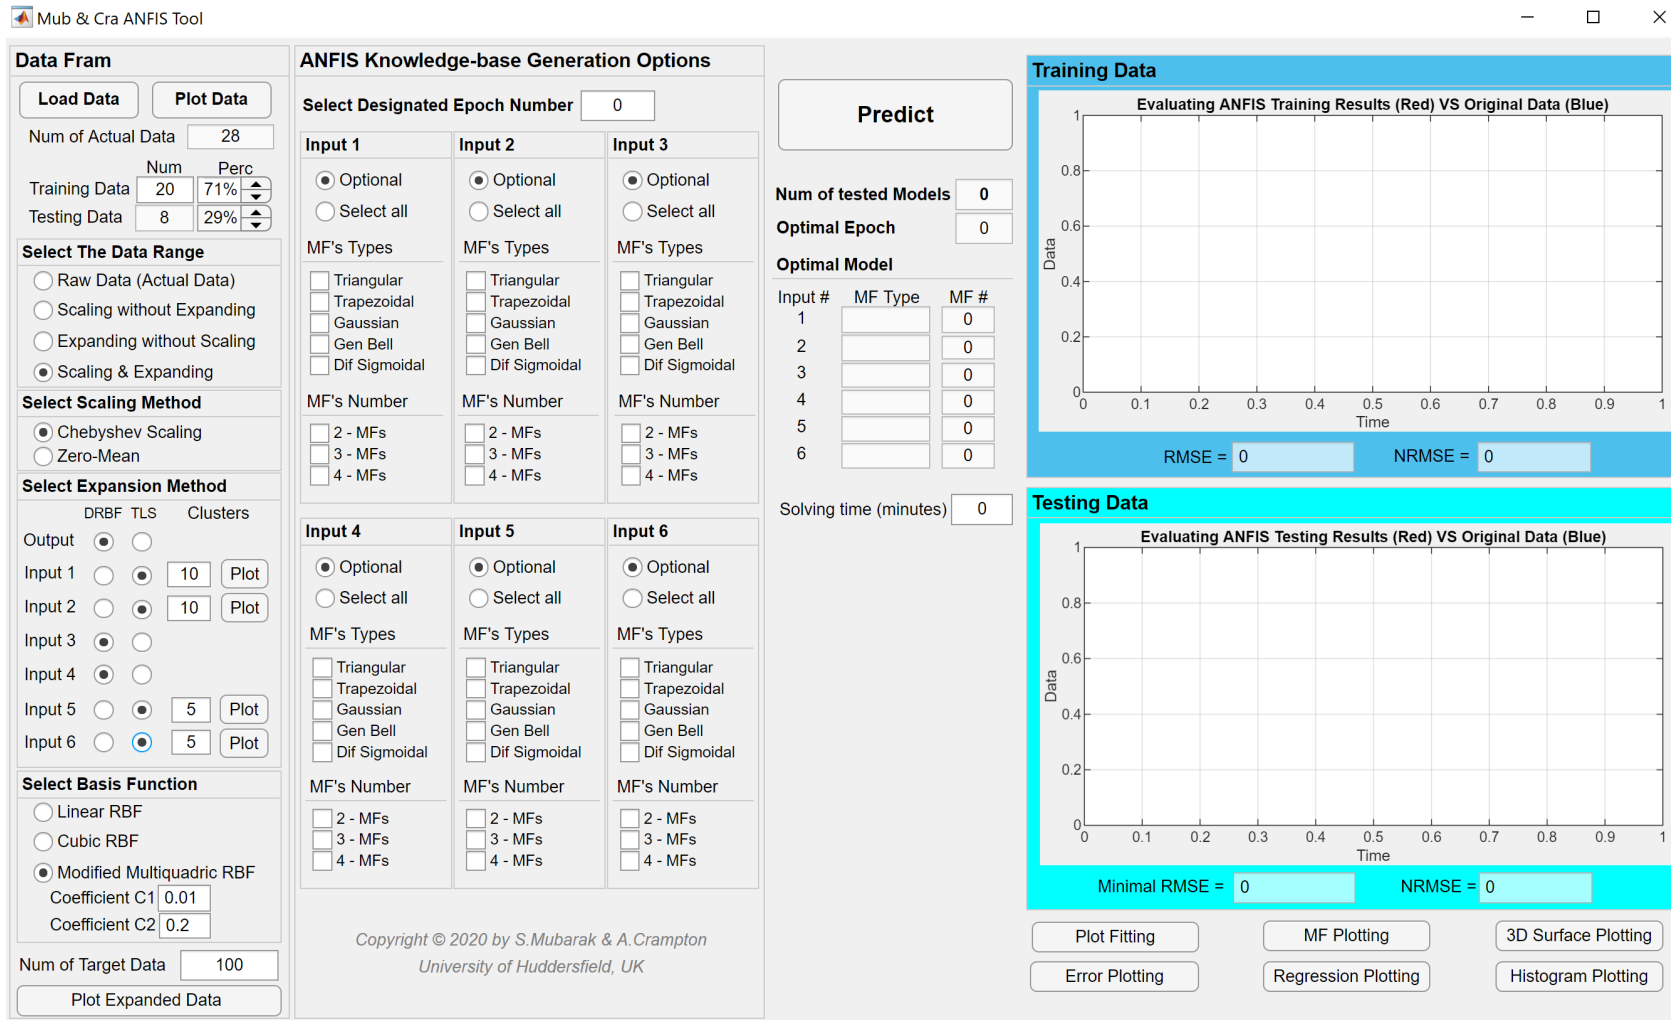 Mub & Cra ANFIS Tool
Data Fram
Load Data Plot Data
Num of Actual Data 28
Num Perc
Training Data 20 71%
Testing Data 8 29%
Select The Data Range
Raw Data (Actual Data)
Scaling without Expanding
Expanding without Scaling
Scaling & Expanding
Select Scaling Method
Chebyshev Scaling
Zero-Mean
Select Expansion Method
DRBF TLS Clusters
Output
Input 1 10 Plot
Input 2 10 Plot
Input 3
Input 4
Input 5 5 Plot
Input 6 5 Plot
Select Basis Function
Linear RBF
Cubic RBF
Modified Multiquadric RBF
Coefficient C1 0.01
Coefficient C2 0.2
Num of Target Data 100
Plot Expanded Data
ANFIS Knowledge-base Generation Options
Select Designated Epoch Number 0
Input 1 Input 2 Input 3
Optional Optional Optional
Select all Select all Select all
MF's Types MF's Types MF's Types
Triangular Triangular Triangular
Trapezoidal Trapezoidal Trapezoidal
Gaussian Gaussian Gaussian
Gen Bell Gen Bell Gen Bell
Dif Sigmoidal Dif Sigmoidal Dif Sigmoidal
MF's Number MF's Number MF's Number
2 - MFs 2 - MFs 2 - MFs
3 - MFs 3 - MFs 3 - MFs
4 - MFs 4 - MFs 4 - MFs
Input 4 Input 5 Input 6
Optional Optional Optional
Select all Select all Select all
MF's Types MF's Types MF's Types
Triangular Triangular Triangular
Trapezoidal Trapezoidal Trapezoidal
Gaussian Gaussian Gaussian
Gen Bell Gen Bell Gen Bell
Dif Sigmoidal Dif Sigmoidal Dif Sigmoidal
MF's Number MF's Number MF's Number
2 - MFs 2 - MFs 2 - MFs
3 - MFs 3 - MFs 3 - MFs
4 - MFs 4 - MFs 4 - MFs
Copyright © 2020 by S.Mubarak & A.Crampton
University of Huddersfield, UK
Predict
Num of tested Models 0
Optimal Epoch 0
Optimal Model
Input # MF Type MF #
1 0
2 0
3 0
4 0
5 0
6 0
Solving time (minutes) 0
Training Data
Evaluating ANFIS Training Results (Red) VS Original Data (Blue)
1
0.8
0.6
0.4
0.2
0
Data
0 0.1 0.2 0.3 0.4 0.5 0.6 0.7 0.8 0.9 1
Time
RMSE = 0 NRMSE = 0
Testing Data
Evaluating ANFIS Testing Results (Red) VS Original Data (Blue)
1
0.8
0.6
0.4
0.2
0
Data
0 0.1 0.2 0.3 0.4 0.5 0.6 0.7 0.8 0.9 1
Time
Minimal RMSE = 0 NRMSE = 0
Plot Fitting MF Plotting 3D Surface Plotting
Error Plotting Regression Plotting Histogram Plotting